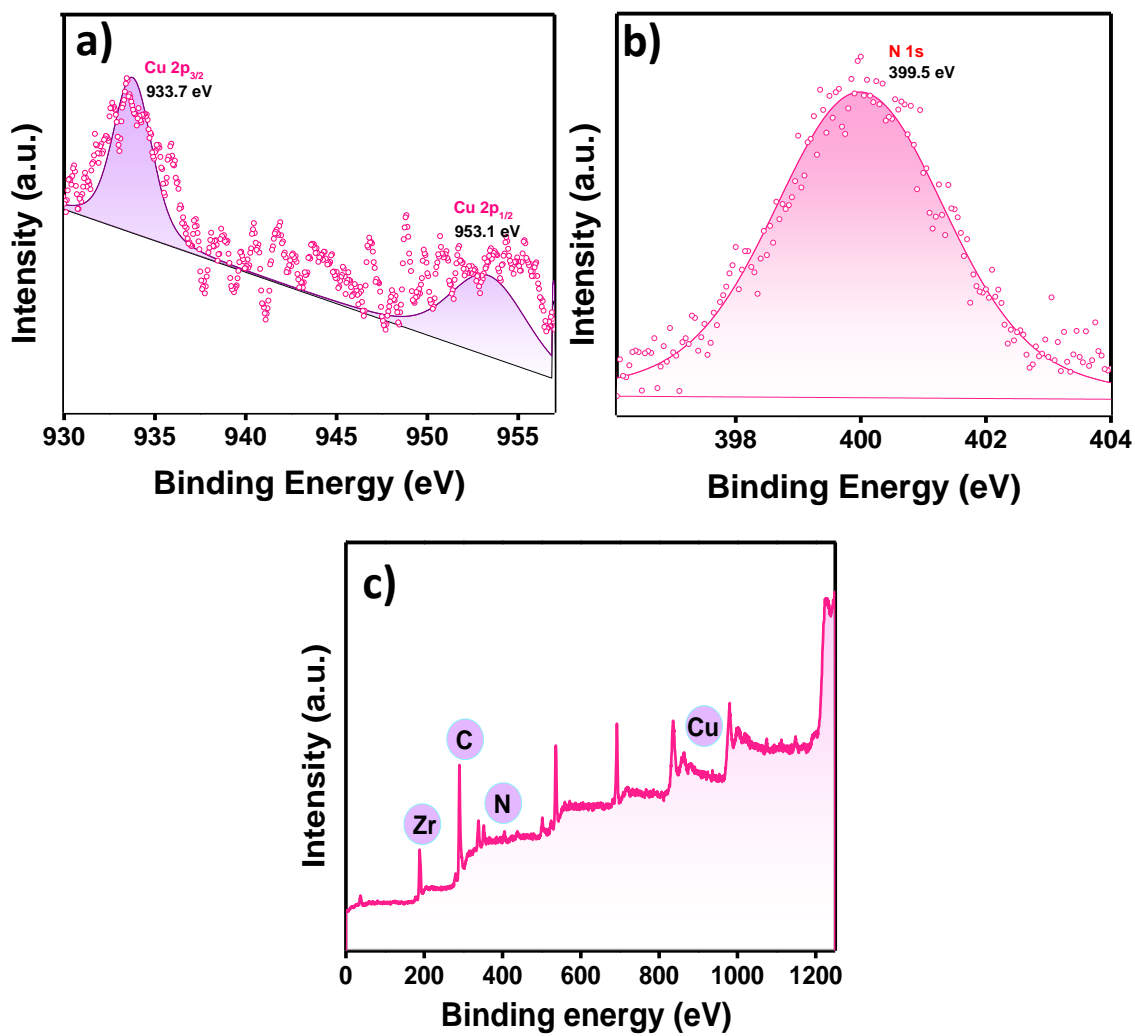 a)
Cu 2p3/2
933.7 eV
Cu 2p1/2
953.1 eV
Intensity (a.u.)
930 935 940 945 950 955
Binding Energy (eV)
b)
N 1s
399.5 eV
Intensity (a.u.)
398 400 402 404
Binding Energy (eV)
c)
Zr
C
N
Cu
Intensity (a.u.)
0 200 400 600 800 1000 1200
Binding energy (eV)